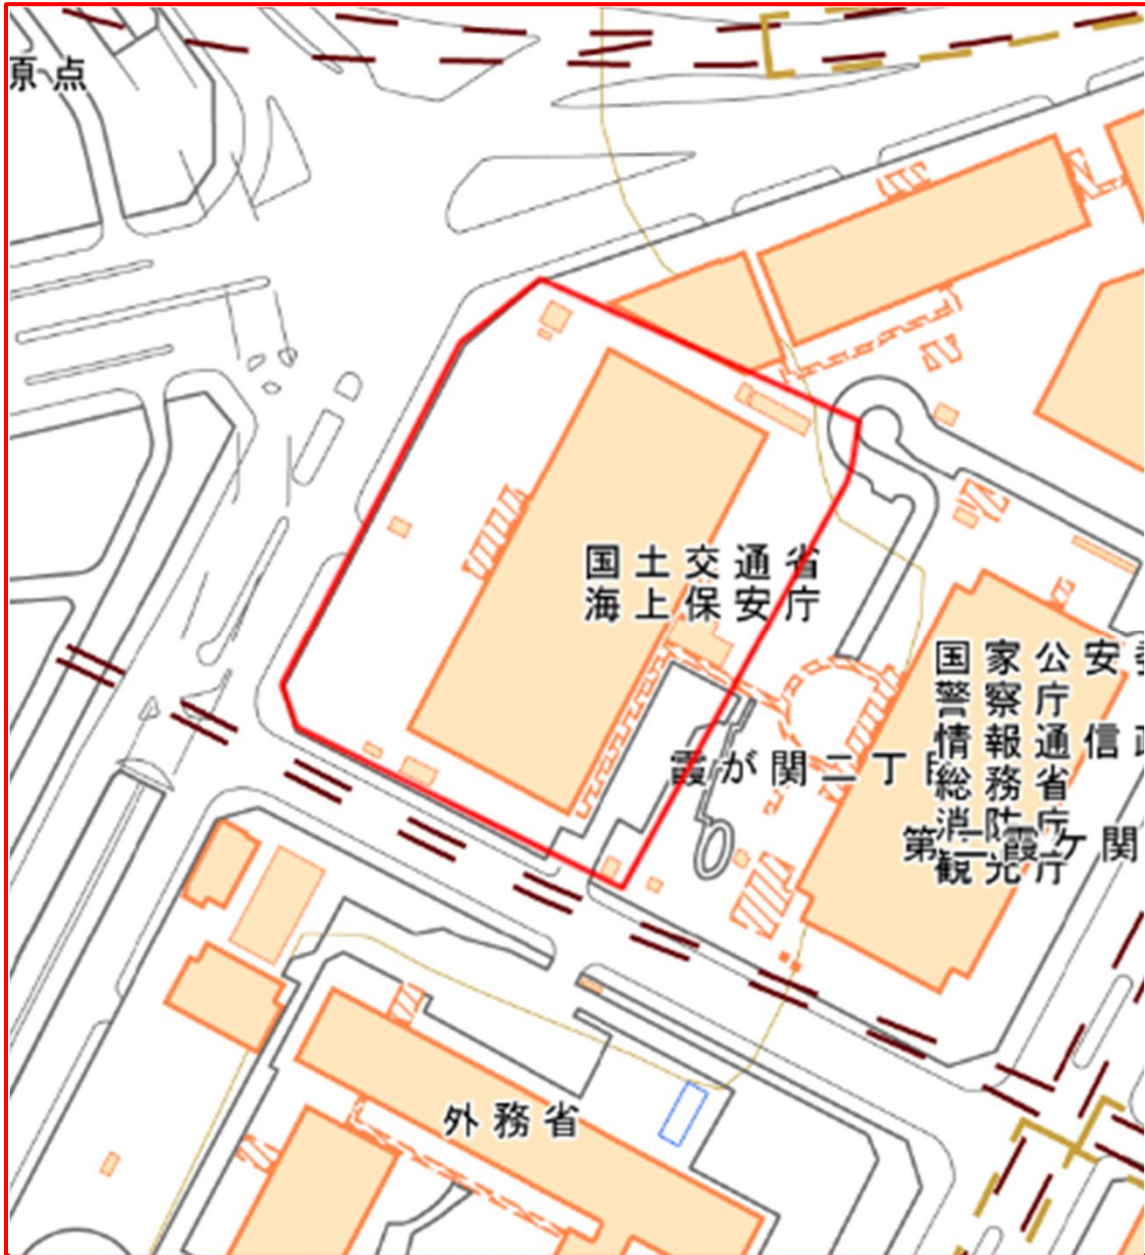 原点
国土交通省
海上保安庁
国家公安
警察庁
情報通信
総務省
消防庁
観光庁
霞が関二丁目
第二霞ケ関
外務省